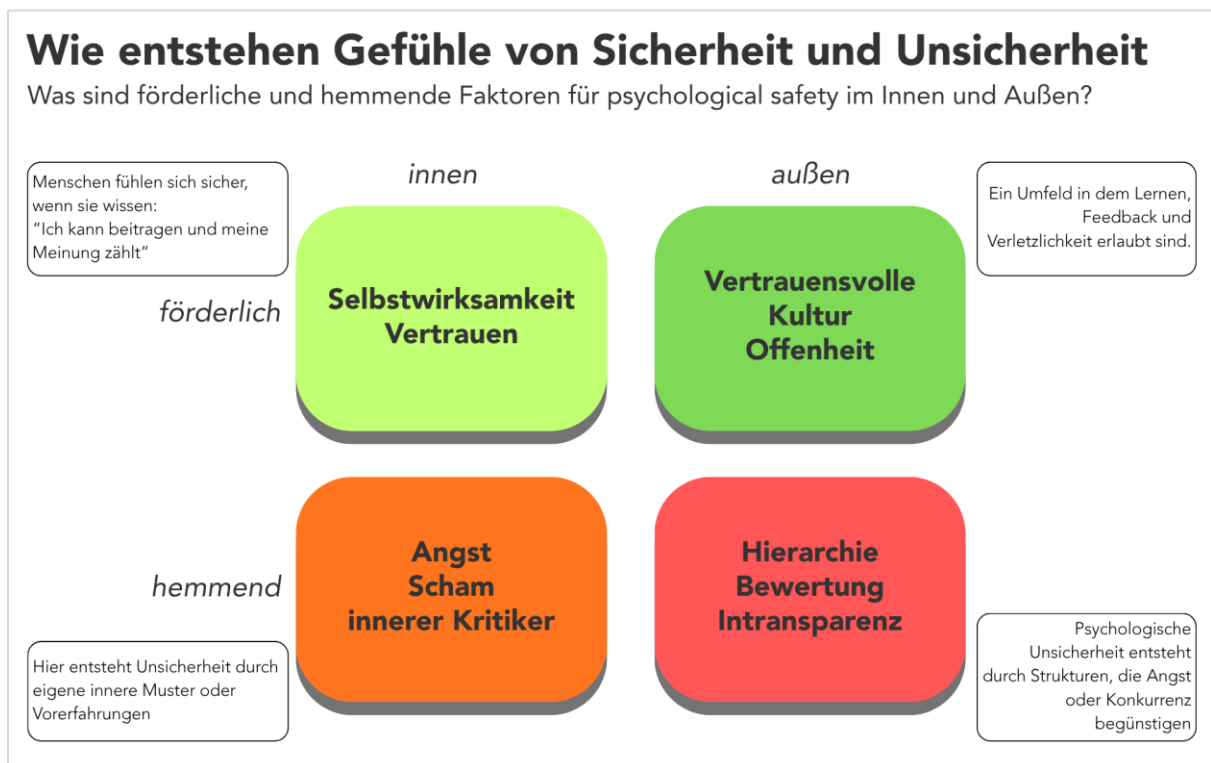 Wie entstehen Gefühle von Sicherheit und Unsicherheit
Was sind förderliche und hemmende Faktoren für psychological safety im Innen und Außen?
innen
außen
Menschen fühlen sich sicher,
wenn sie wissen:
"Ich kann beitragen und meine
Meinung zählt"
Ein Umfeld in dem Lernen,
Feedback und
Verletzlichkeit erlaubt sind.
förderlich
Selbstwirksamkeit
Vertrauen
Vertrauensvolle
Kultur
Offenheit
hemmend
Angst
Scham
innerer Kritiker
Hierarchie
Bewertung
Intransparenz
Hier entsteht Unsicherheit durch
eigene innere Muster oder
Vorerfahrungen
Psychologische
Unsicherheit entsteht
durch Strukturen, die Angst
oder Konkurrenz
begünstigen